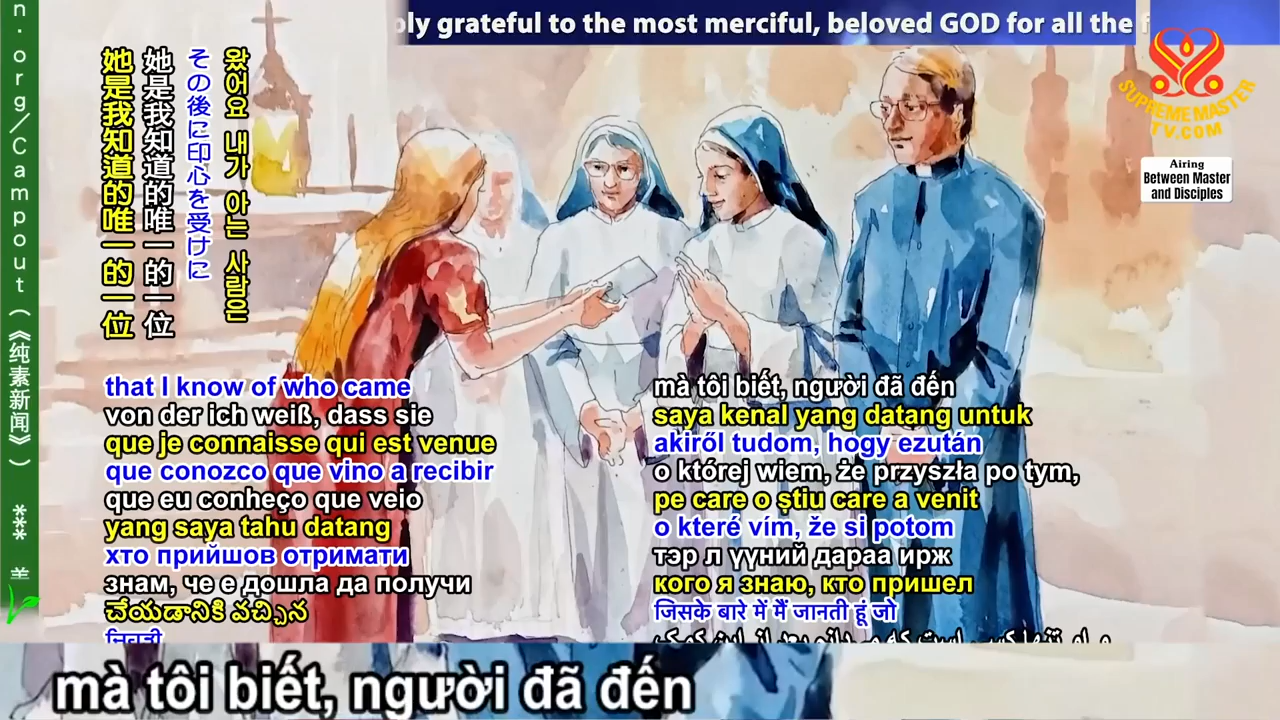 ply grateful to the most merciful, beloved GOD for all the f
SUPREME MASTER
TV.COM
Airing
Between Master
and Disciples
n.org/Campout (《纯素新闻》) ***
她是我知道的唯一的一位
她是我知道的唯一的一位
その後に印心を受けに
왔어요 내가 아는 사람은
that I know of who came
von der ich weiß, dass sie
que je connaisse qui est venue
que conozco que vino a recibir
que eu conheço que veio
yang saya tahu datang
хто прийшов отримати
знам, че е дошла да получи
చేయడానికి వచ్చిన
mà tôi biết, người đã đến
saya kenal yang datang untuk
akiről tudom, hogy ezután
o której wiem, że przyszła po tym,
pe care o știu care a venit
o které vím, že si potom
тэр л үүний дараа ирж
кого я знаю, кто пришел
जिसके बारे में मैं जानती हूं जो
mà tôi biết, người đã đến